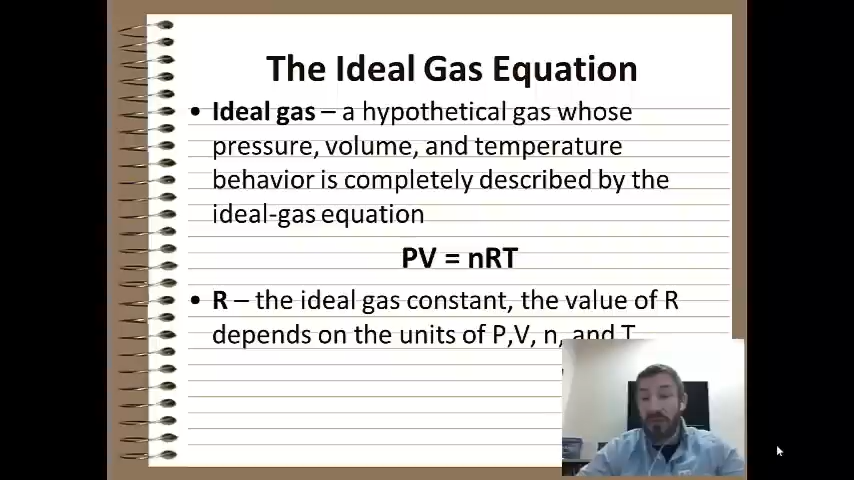 The Ideal Gas Equation
• Ideal gas – a hypothetical gas whose
pressure, volume, and temperature
behavior is completely described by the
ideal-gas equation
PV = nRT
• R – the ideal gas constant, the value of R
depends on the units of P,V, n, and T